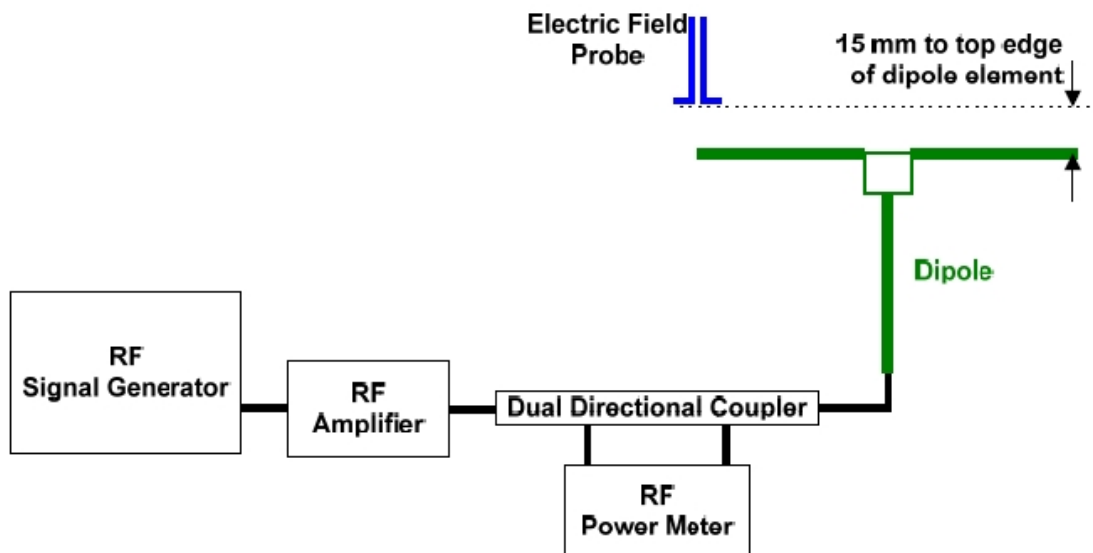 Electric Field
Probe
15 mm to top edge
of dipole element
Dipole
RF
Signal Generator
RF
Amplifier
Dual Directional Coupler
RF
Power Meter